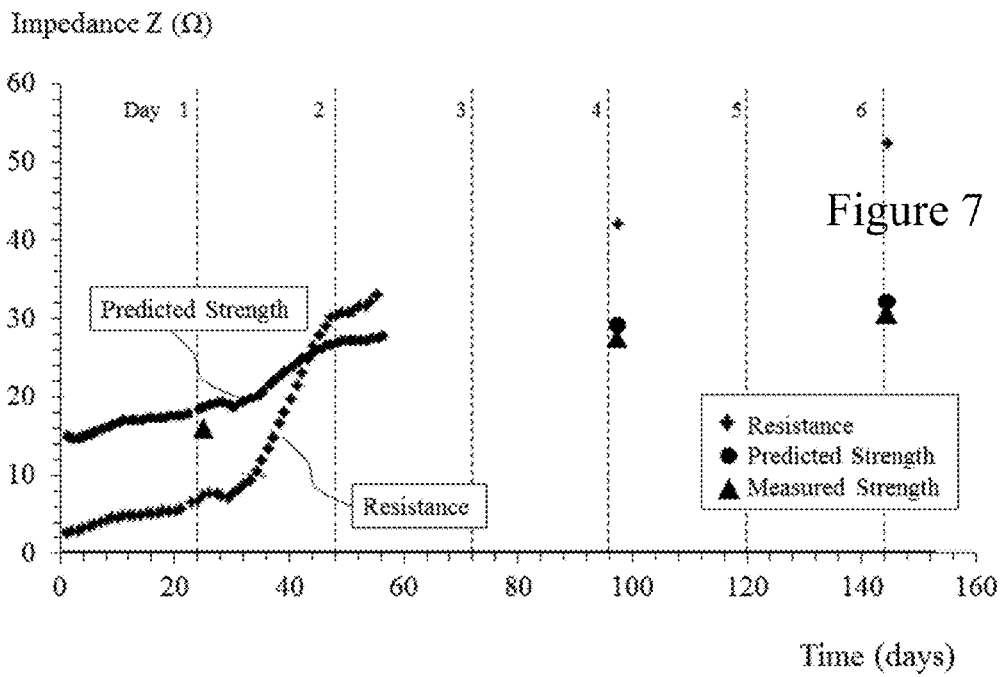 Impedance Z (Ω)
60
Day 1 2 3 4 5 6
50
Figure 7
40
Predicted Strength
30
20
Resistance
Predicted Strength
Measured Strength
10
Resistance
0
0 20 40 60 80 100 120 140 160
Time (days)